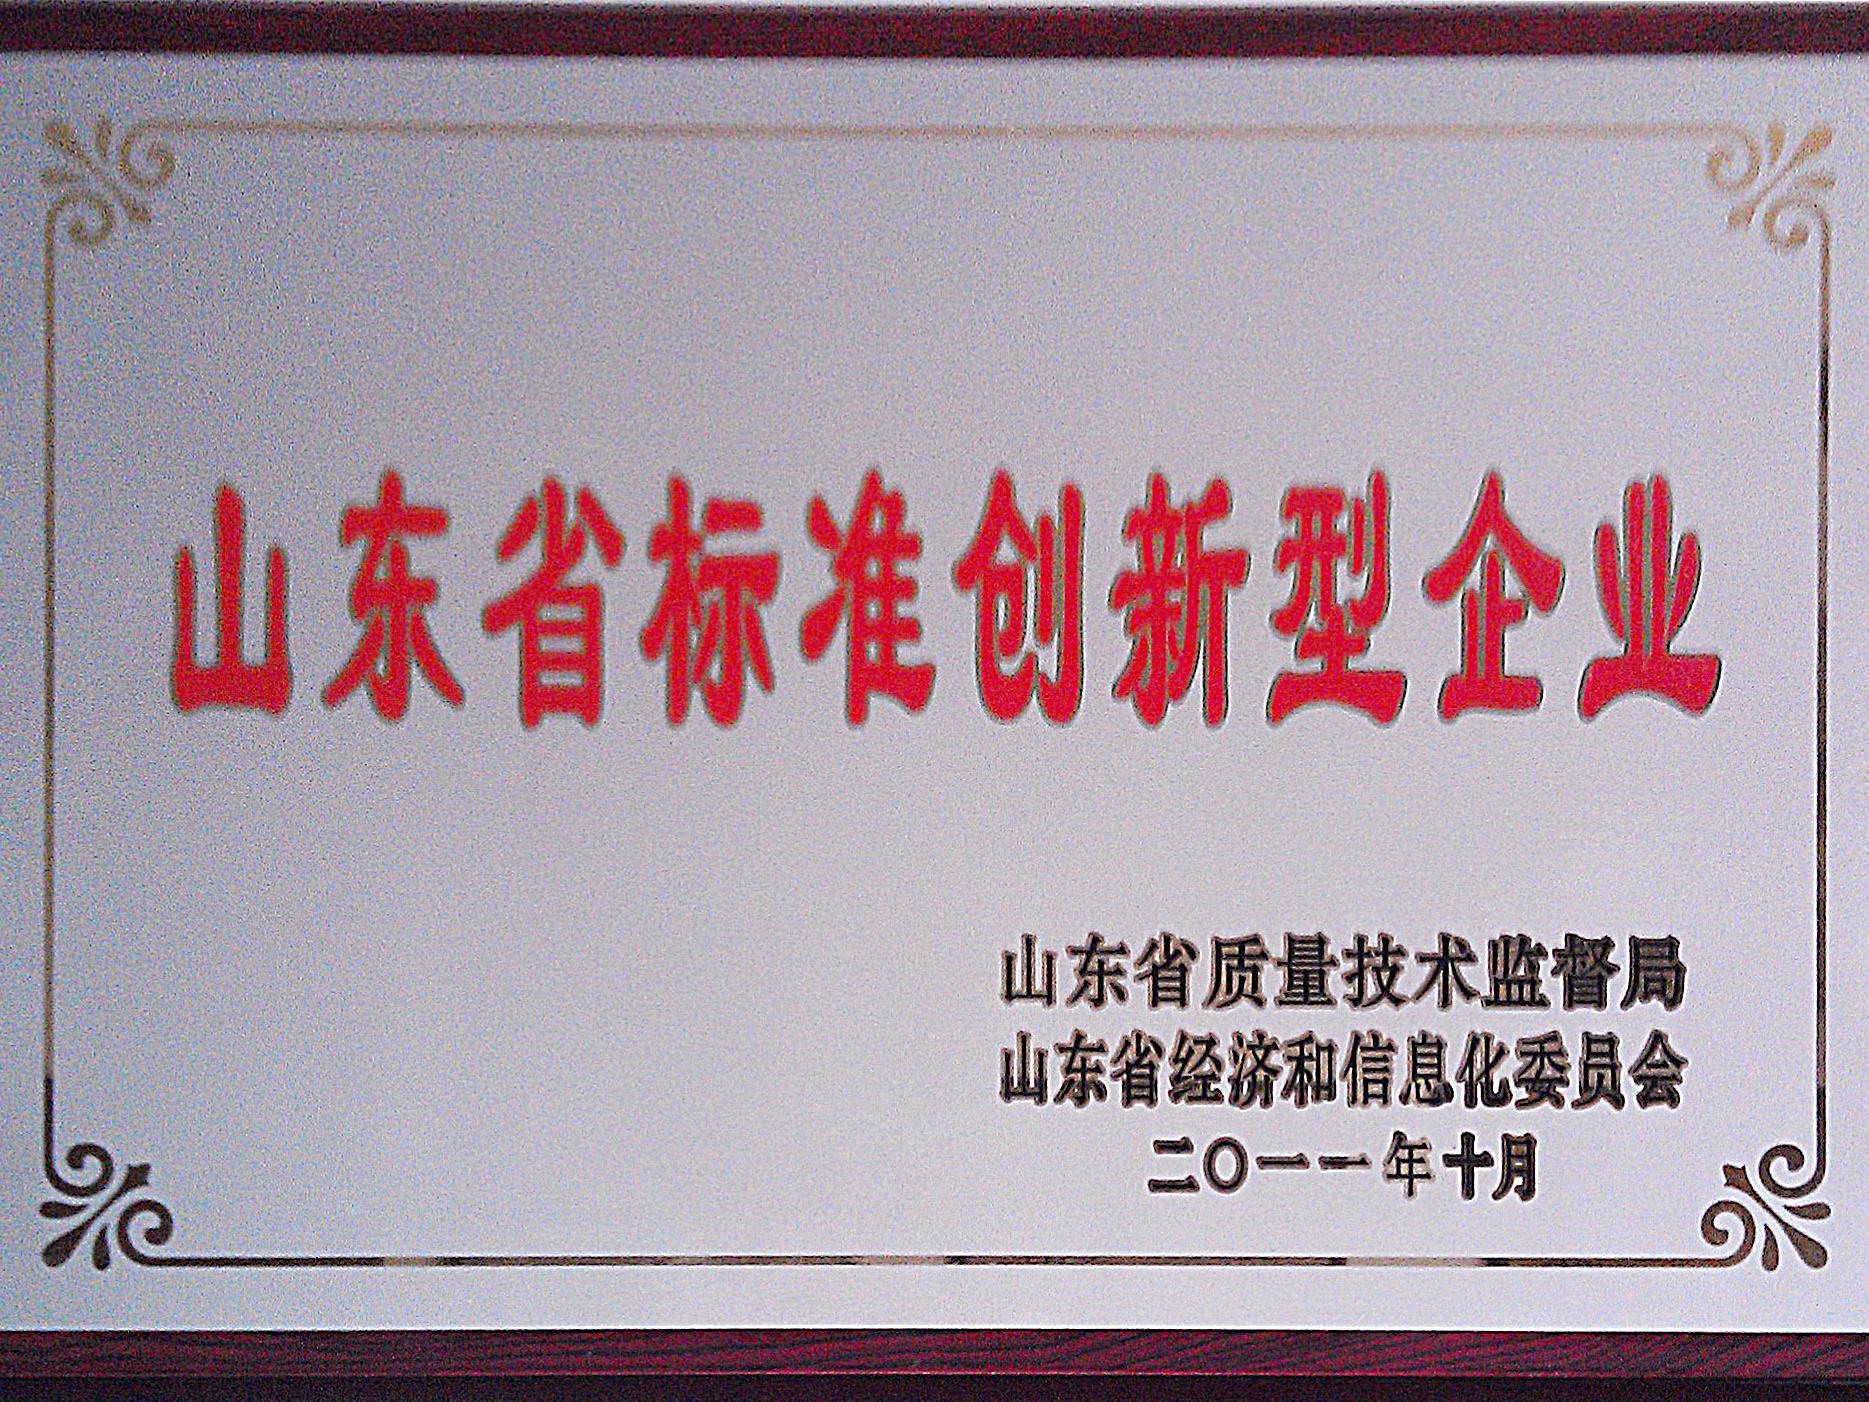 山东省标准创新型企业
山东省质量技术监督局
山东省经济和信息化委员会
二〇一一年十月